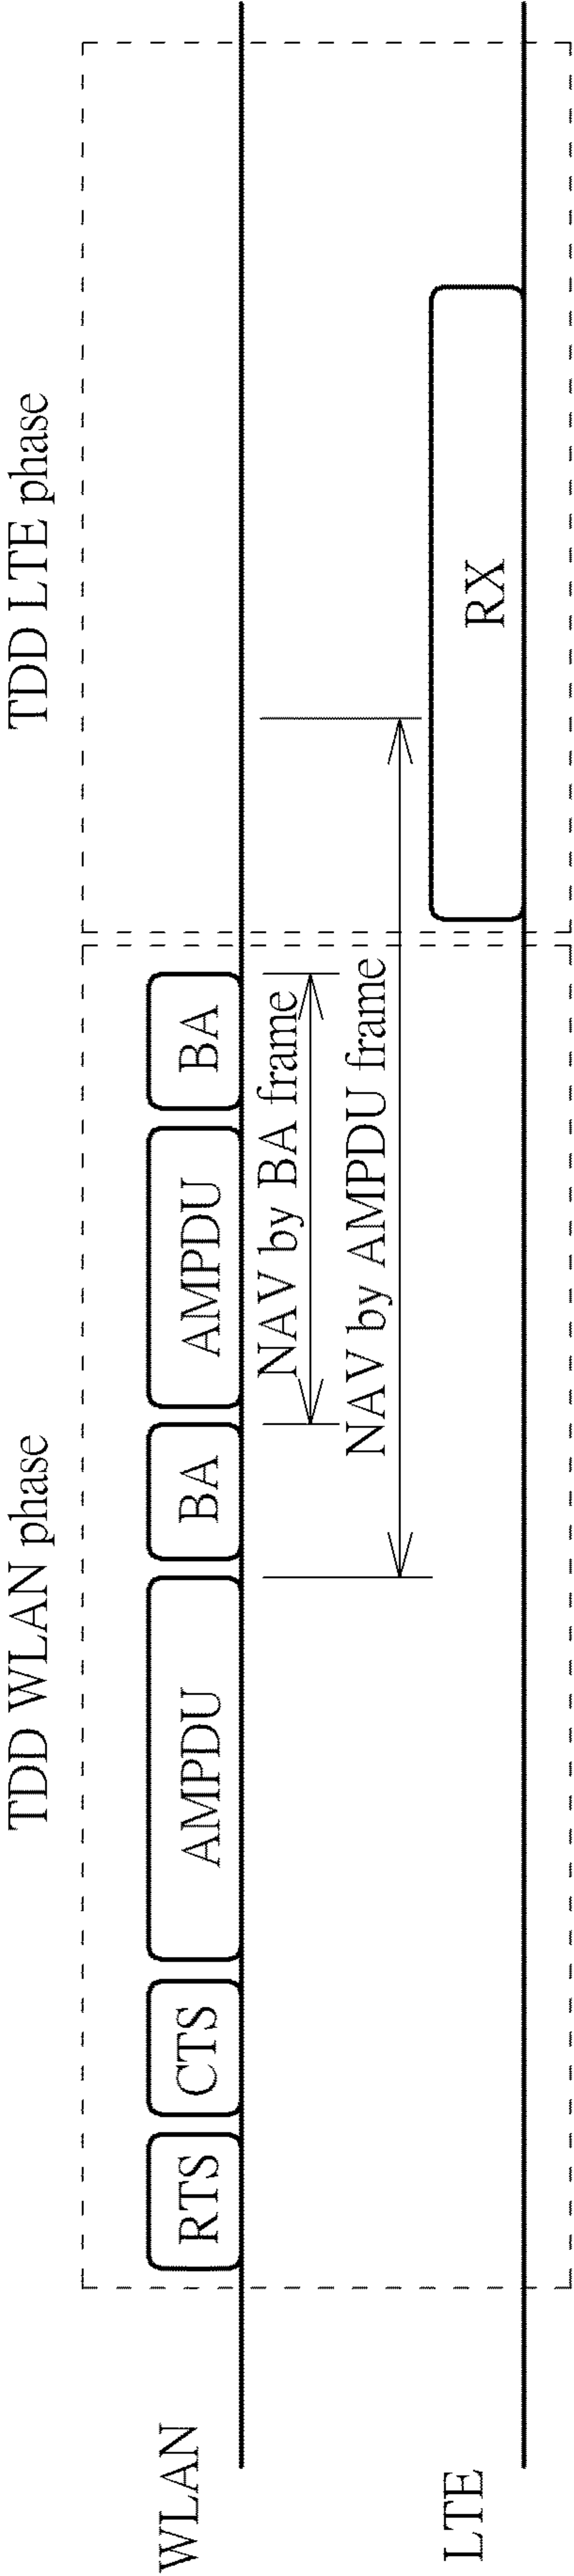 TDD WLAN phase
TDD LTE phase
WLAN
RTS
CTS
AMPDU
BA
AMPDU
BA
NAV by BA frame
NAV by AMPDU frame
LTE
RX